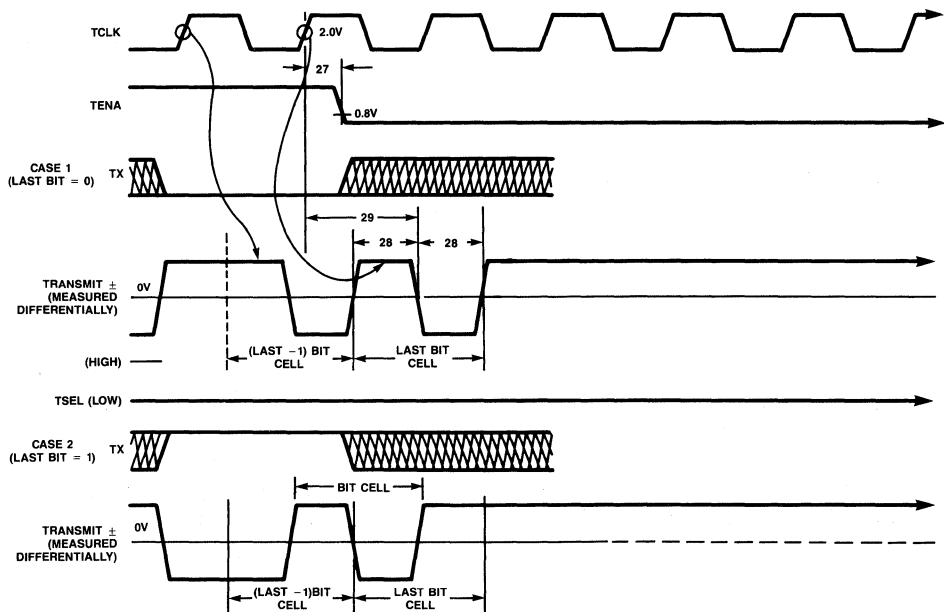 TCLK
2.0V
27
TENA
0.8V
CASE 1
(LAST BIT = 0)
TX
29
28
28
TRANSMIT ±
(MEASURED
DIFFERENTIALLY)
0V
(HIGH)
(LAST −1) BIT
CELL
LAST BIT
CELL
TSEL (LOW)
CASE 2
(LAST BIT = 1)
TX
BIT CELL
TRANSMIT ±
(MEASURED
DIFFERENTIALLY)
0V
(LAST −1)BIT
CELL
LAST BIT
CELL